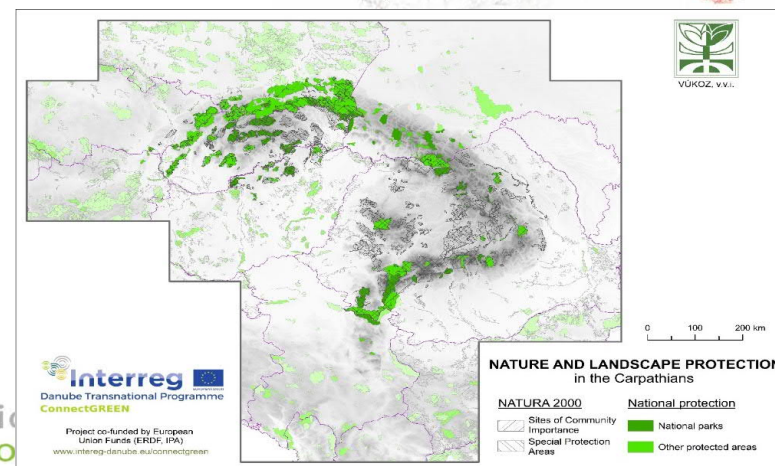 VÚKOZ, v.v.i.
0 100 200 km
Interreg
Danube Transnational Programme
ConnectGREEN
Project co-funded by European
Union Funds (ERDF, IPA)
www.intereg-danube.eu/connectgreen
NATURE AND LANDSCAPE PROTECTION
in the Carpathians
NATURA 2000
Sites of Community
Importance
Special Protection
Areas
National protection
National parks
Other protected areas